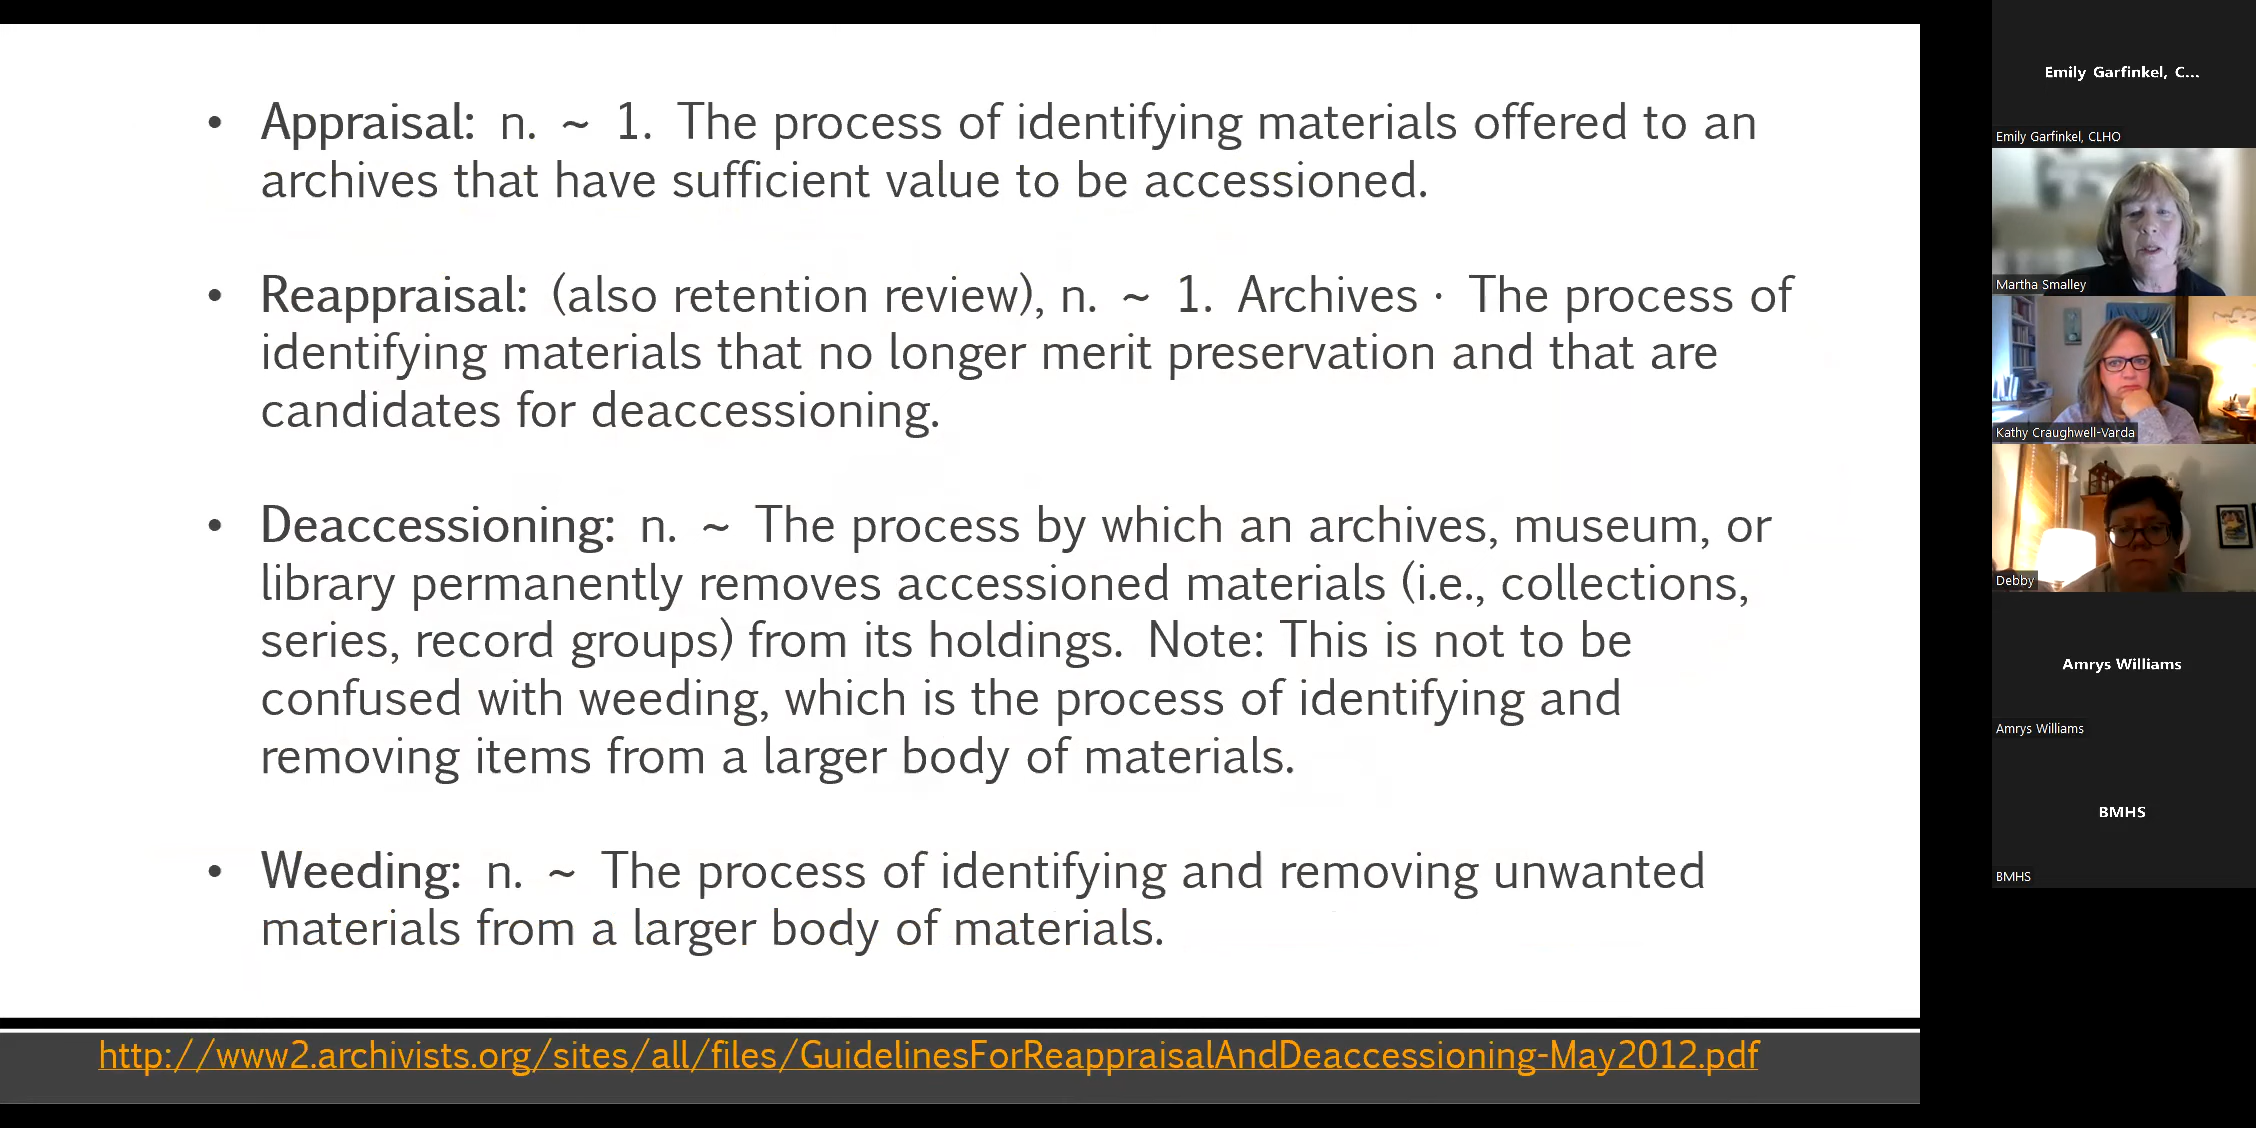 • Appraisal: n. ~ 1. The process of identifying materials offered to an
archives that have sufficient value to be accessioned.
• Reappraisal: (also retention review), n. ~ 1. Archives · The process of
identifying materials that no longer merit preservation and that are
candidates for deaccessioning.
• Deaccessioning: n. ~ The process by which an archives, museum, or
library permanently removes accessioned materials (i.e., collections,
series, record groups) from its holdings. Note: This is not to be
confused with weeding, which is the process of identifying and
removing items from a larger body of materials.
• Weeding: n. ~ The process of identifying and removing unwanted
materials from a larger body of materials.
http://www2.archivists.org/sites/all/files/GuidelinesForReappraisalAndDeaccessioning-May2012.pdf
Emily Garfinkel, C...
Emily Garfinkel, CLHO
Martha Smalley
Kathy Craughwell-Varda
Debby
Amrys Williams
Amrys Williams
BMHS
BMHS